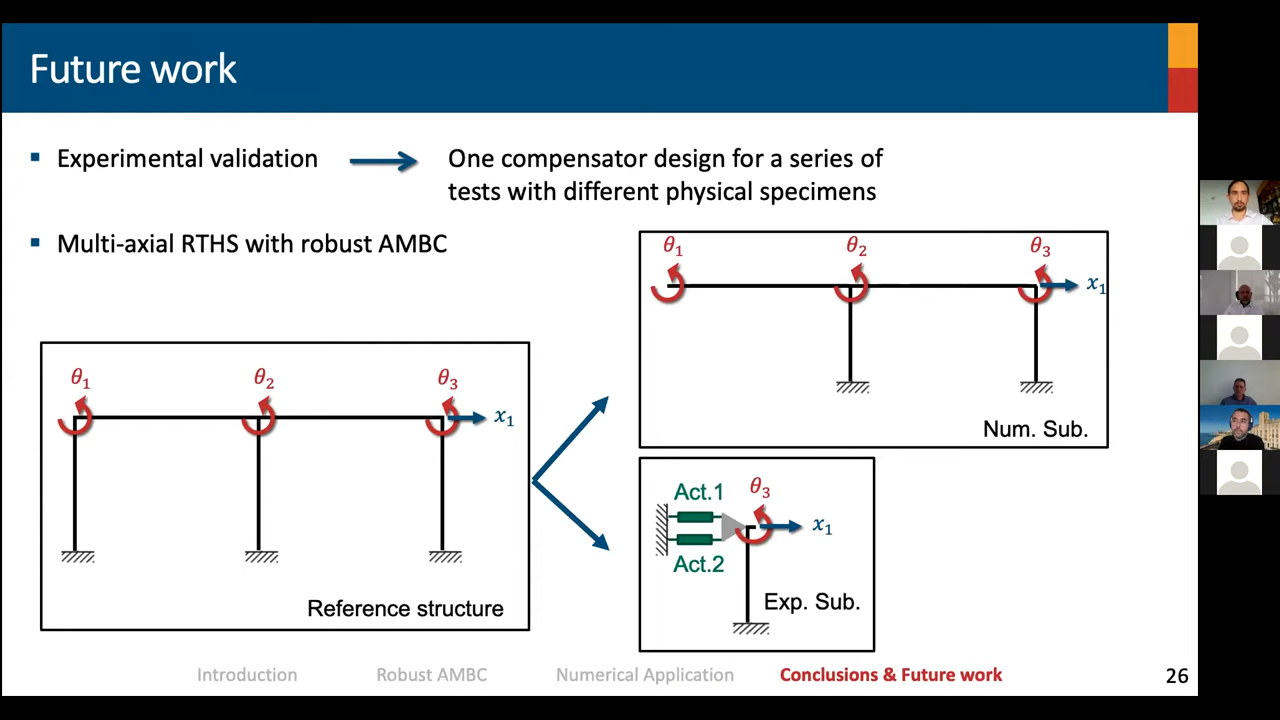 Future work
▪ Experimental validation
One compensator design for a series of
tests with different physical specimens
▪ Multi-axial RTHS with robust AMBC
θ1
θ2
θ3
x1
Num. Sub.
θ1
θ2
θ3
x1
Reference structure
Act.1
θ3
x1
Act.2
Exp. Sub.
Introduction
Robust AMBC
Numerical Application
Conclusions & Future work
26